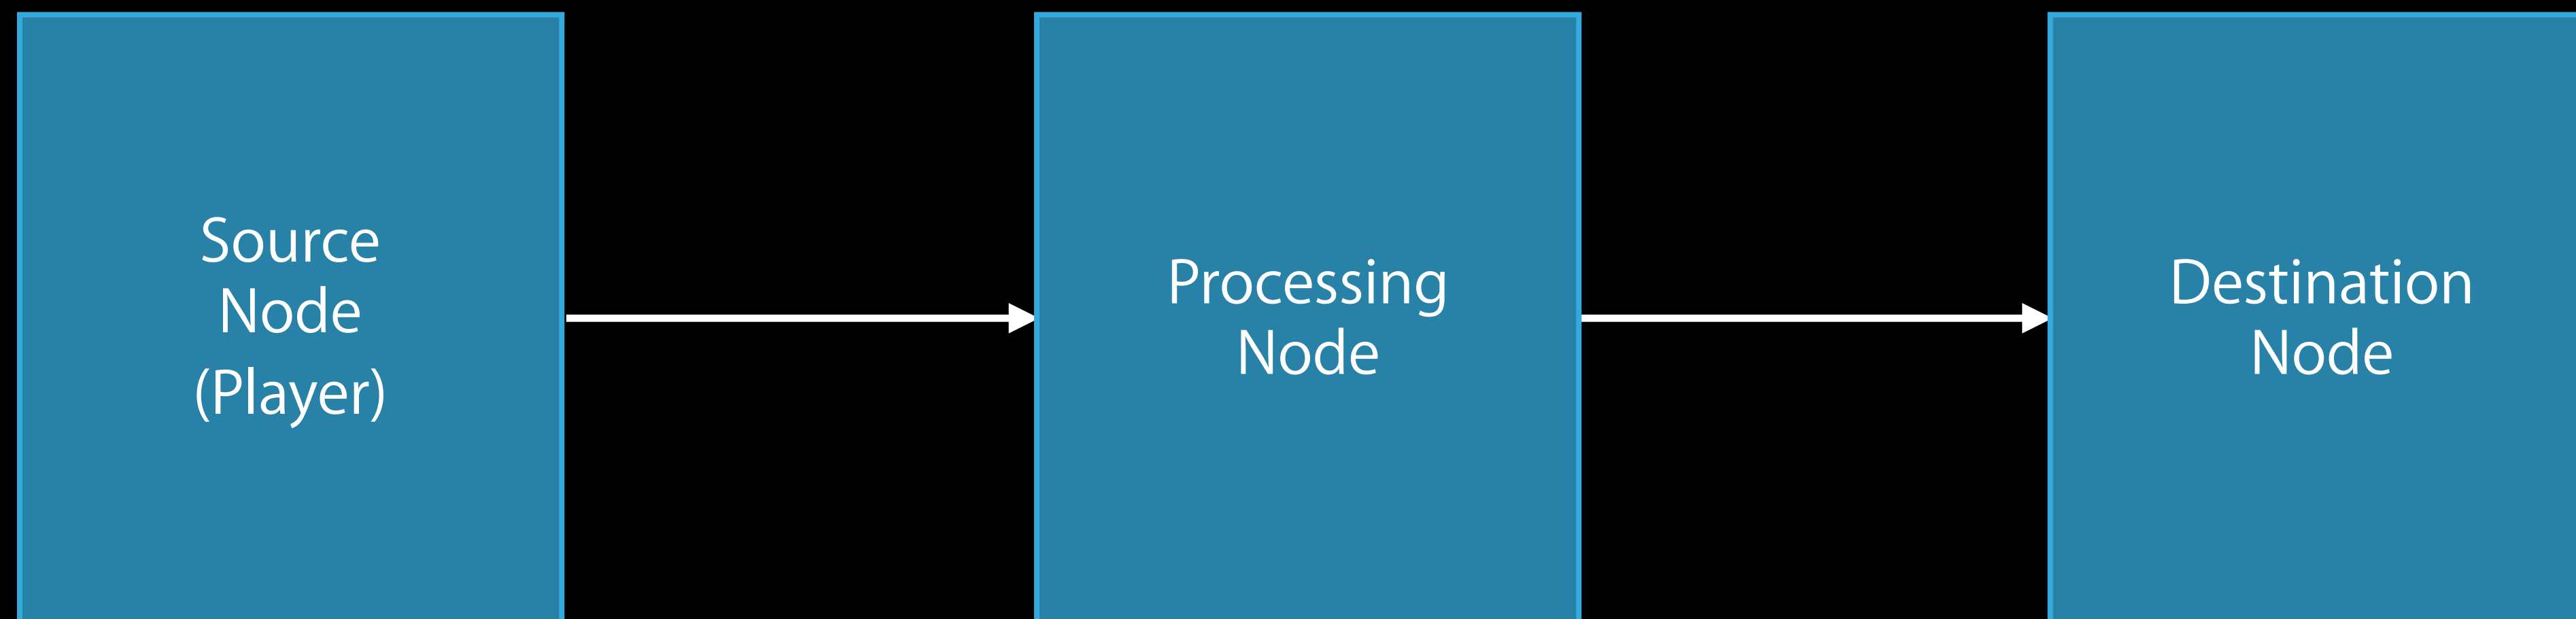 Source
Node
(Player)
Processing
Node
Destination
Node